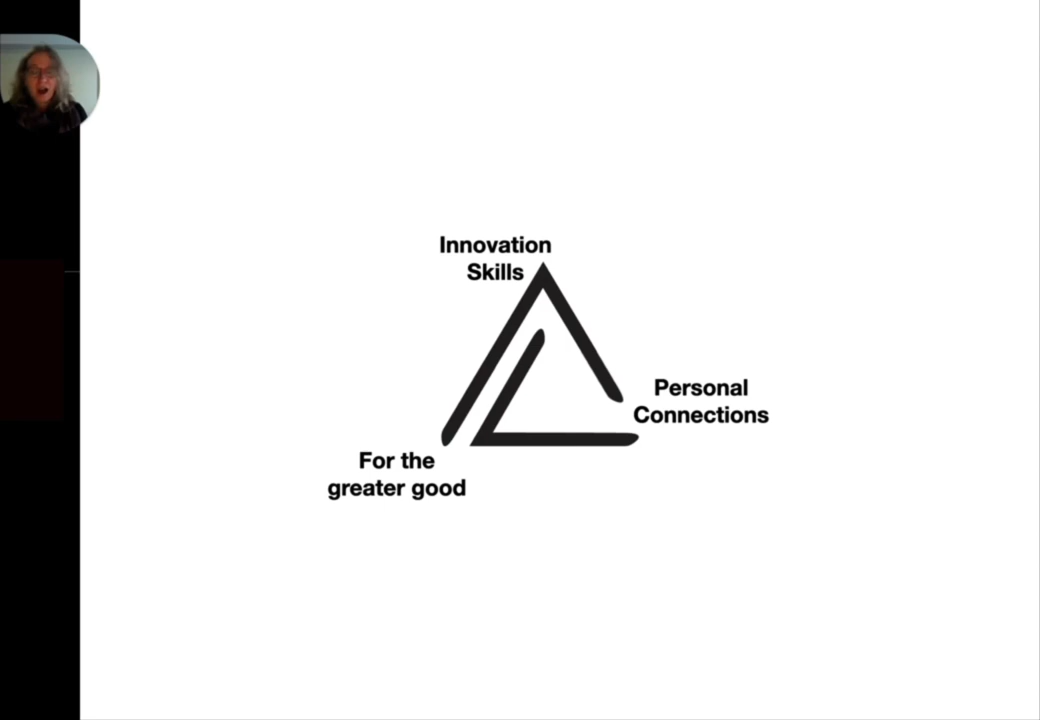 Innovation
Skills
Personal
Connections
For the
greater good